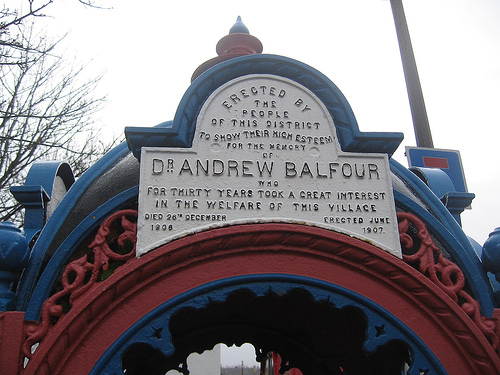 ERECTED BY
THE
PEOPLE
OF THIS DISTRICT
TO SHOW THEIR HIGH ESTEEM
FOR THE MEMORY
OF
DR ANDREW BALFOUR
WHO
FOR THIRTY YEARS TOOK A GREAT INTEREST
IN THE WELFARE OF THIS VILLAGE
DIED 26TH DECEMBER ERECTED JUNE
1906 1907